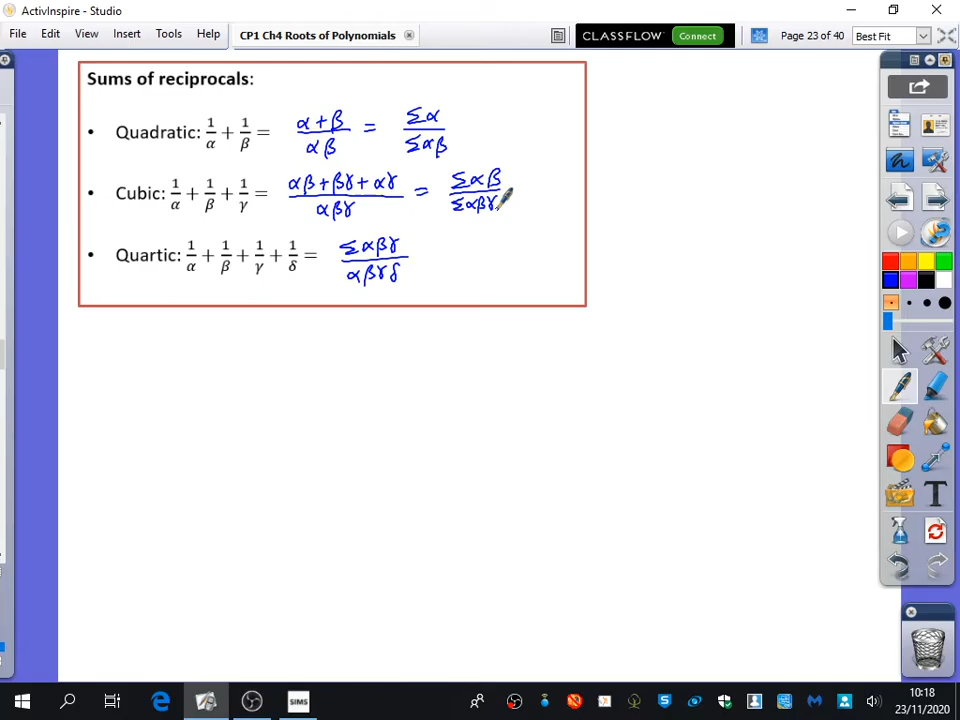 ActivInspire - Studio
File Edit View Insert Tools Help CP1 Ch4 Roots of Polynomials CLASSFLOW Connect Page 23 of 40 Best Fit
Sums of reciprocals:
• Quadratic: 1/α + 1/β = (α + β)/(αβ) = Σα/Σαβ
• Cubic: 1/α + 1/β + 1/γ = (αβ + βγ + αγ)/(αβγ) = Σαβ/Σαβγ
• Quartic: 1/α + 1/β + 1/γ + 1/δ = Σαβγ/αβγδ
SIMS
10:18
23/11/2020